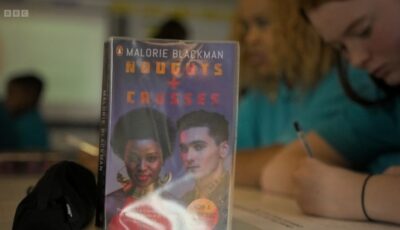 BBC
MALORIE BLACKMAN
NOUGHTS
+
CROSSES
MALORIE BLACKMAN